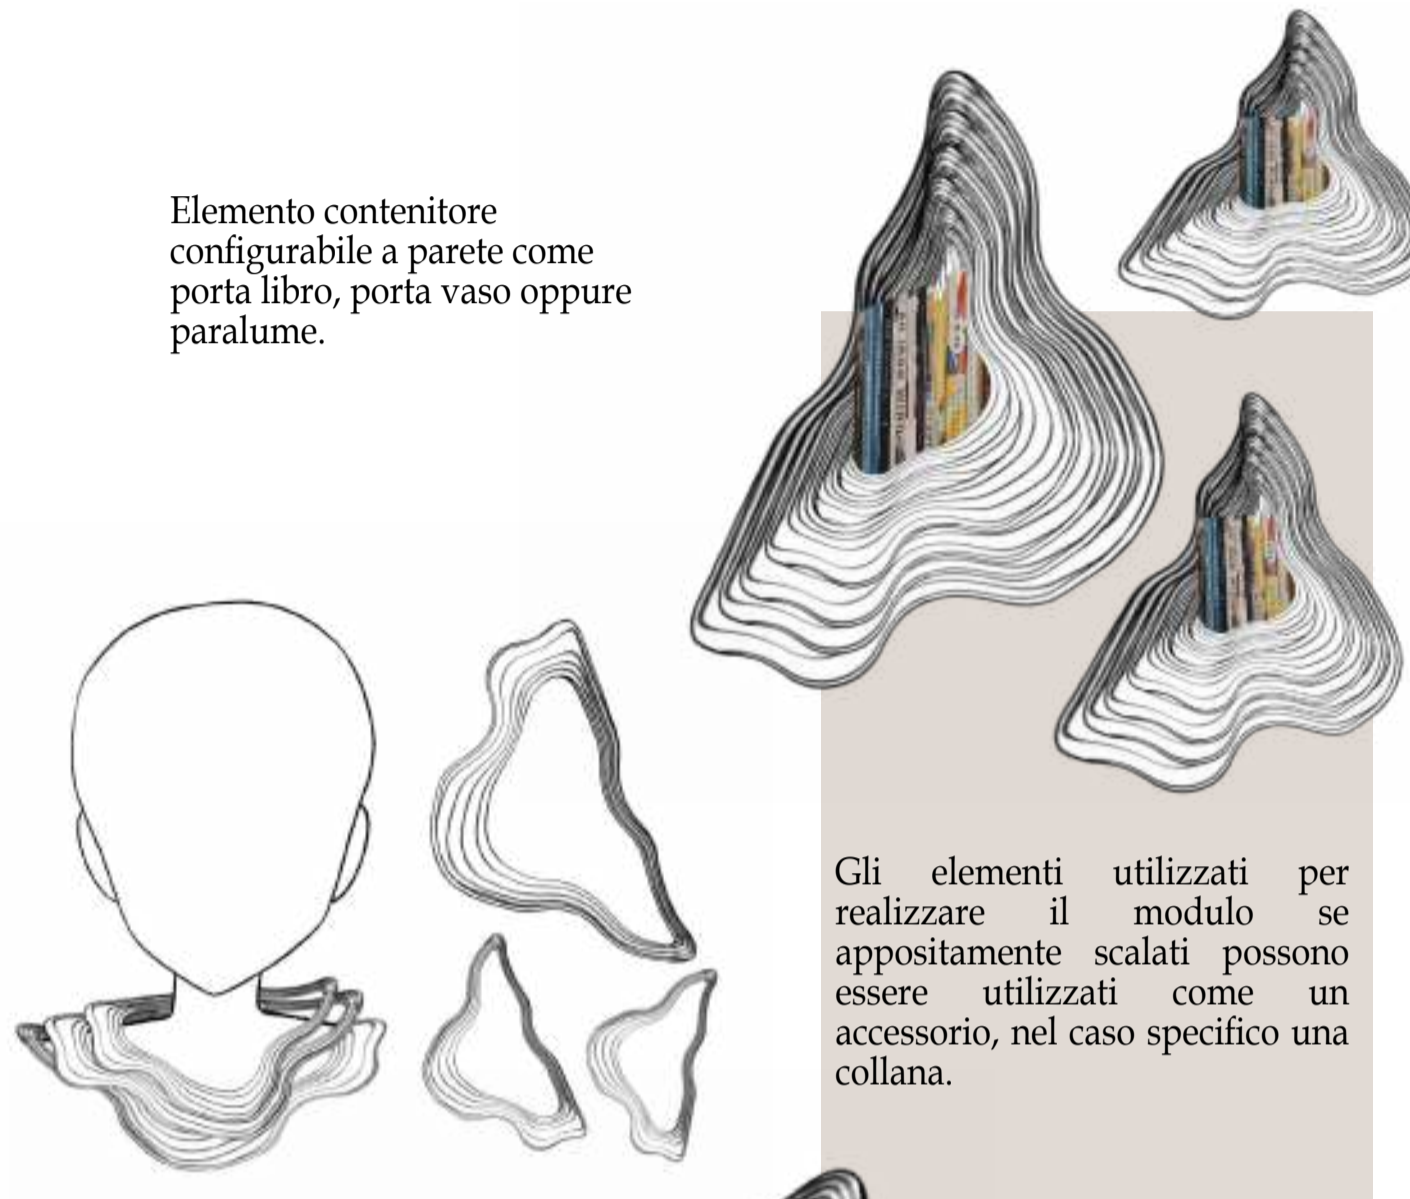 Elemento contenitore
configurabile a parete come
porta libro, porta vaso oppure
paralume.
Gli elementi utilizzati per
realizzare il modulo se
appositamente scalati possono
essere utilizzati come un
accessorio, nel caso specifico una
collana.